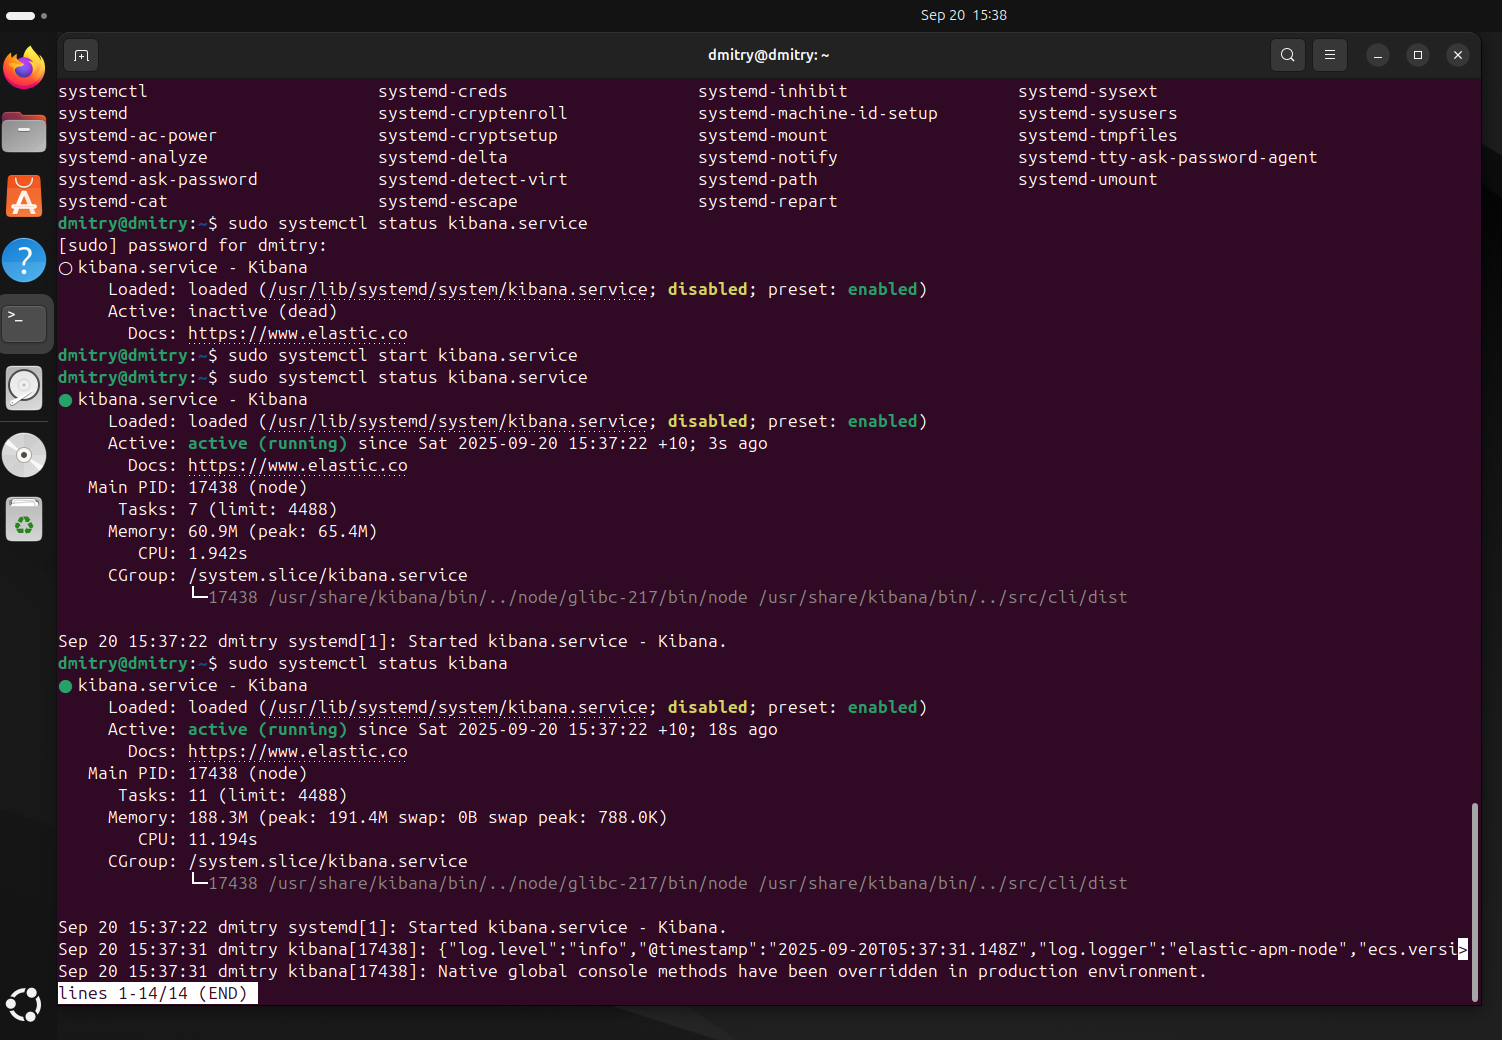 Sep 20 15:38
dmitry@dmitry: ~
systemctl systemd-creds systemd-inhibit systemd-sysext
systemd systemd-cryptenroll systemd-machine-id-setup systemd-sysusers
systemd-ac-power systemd-cryptsetup systemd-mount systemd-tmpfiles
systemd-analyze systemd-delta systemd-notify systemd-tty-ask-password-agent
systemd-ask-password systemd-detect-virt systemd-path systemd-umount
systemd-cat systemd-escape systemd-repart
dmitry@dmitry:~$ sudo systemctl status kibana.service
[sudo] password for dmitry:
○ kibana.service - Kibana
Loaded: loaded (/usr/lib/systemd/system/kibana.service; disabled; preset: enabled)
Active: inactive (dead)
Docs: https://www.elastic.co
dmitry@dmitry:~$ sudo systemctl start kibana.service
dmitry@dmitry:~$ sudo systemctl status kibana.service
● kibana.service - Kibana
Loaded: loaded (/usr/lib/systemd/system/kibana.service; disabled; preset: enabled)
Active: active (running) since Sat 2025-09-20 15:37:22 +10; 3s ago
Docs: https://www.elastic.co
Main PID: 17438 (node)
Tasks: 7 (limit: 4488)
Memory: 60.9M (peak: 65.4M)
CPU: 1.942s
CGroup: /system.slice/kibana.service
└─17438 /usr/share/kibana/bin/../node/glibc-217/bin/node /usr/share/kibana/bin/../src/cli/dist
Sep 20 15:37:22 dmitry systemd[1]: Started kibana.service - Kibana.
dmitry@dmitry:~$ sudo systemctl status kibana
● kibana.service - Kibana
Loaded: loaded (/usr/lib/systemd/system/kibana.service; disabled; preset: enabled)
Active: active (running) since Sat 2025-09-20 15:37:22 +10; 18s ago
Docs: https://www.elastic.co
Main PID: 17438 (node)
Tasks: 11 (limit: 4488)
Memory: 188.3M (peak: 191.4M swap: 0B swap peak: 788.0K)
CPU: 11.194s
CGroup: /system.slice/kibana.service
└─17438 /usr/share/kibana/bin/../node/glibc-217/bin/node /usr/share/kibana/bin/../src/cli/dist
Sep 20 15:37:22 dmitry systemd[1]: Started kibana.service - Kibana.
Sep 20 15:37:31 dmitry kibana[17438]: {"log.level":"info","@timestamp":"2025-09-20T05:37:31.148Z","log.logger":"elastic-apm-node","ecs.versi>
Sep 20 15:37:31 dmitry kibana[17438]: Native global console methods have been overridden in production environment.
lines 1-14/14 (END)